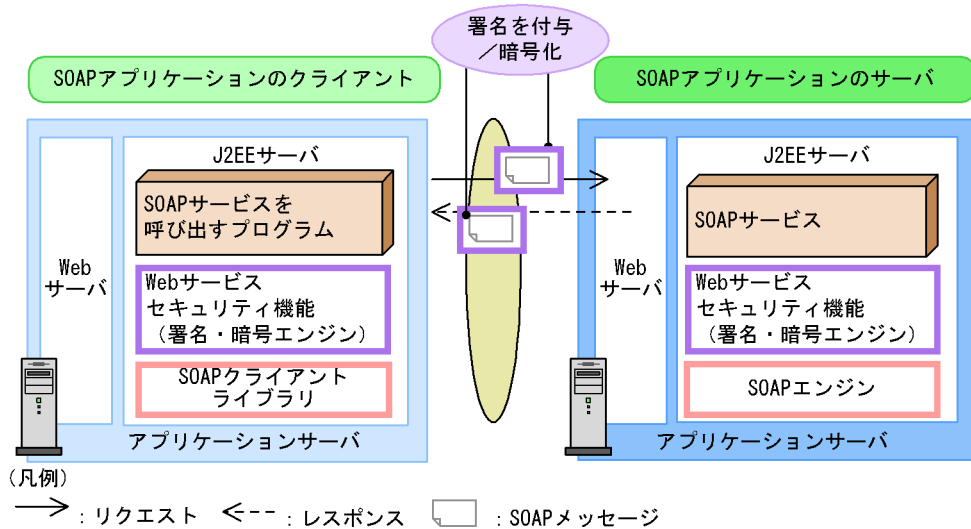 署名を付与
／暗号化
SOAPアプリケーションのクライアント
SOAPアプリケーションのサーバ
J2EEサーバ
SOAPサービスを
呼び出すプログラム
Web
サーバ
Webサービス
セキュリティ機能
（署名・暗号エンジン）
SOAPクライアント
ライブラリ
アプリケーションサーバ
J2EEサーバ
SOAPサービス
Web
サーバ
Webサービス
セキュリティ機能
（署名・暗号エンジン）
SOAPエンジン
アプリケーションサーバ
(凡例)
：リクエスト ：レスポンス ：SOAPメッセージ